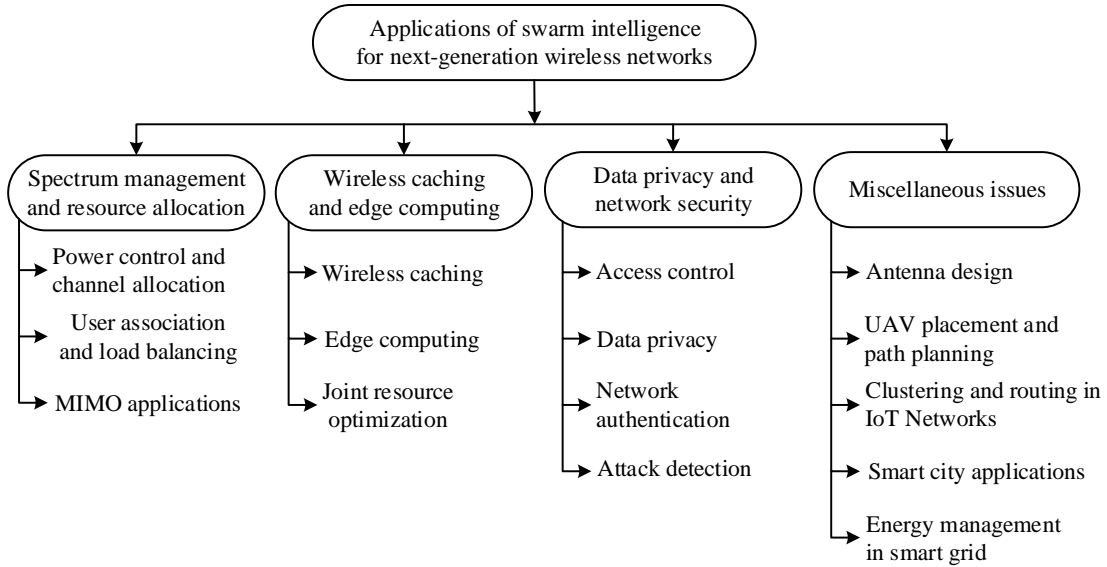 Applications of swarm intelligence
for next-generation wireless networks
Spectrum management
and resource allocation
Power control and
channel allocation
User association
and load balancing
MIMO applications
Wireless caching
and edge computing
Wireless caching
Edge computing
Joint resource
optimization
Data privacy and
network security
Access control
Data privacy
Network
authentication
Attack detection
Miscellaneous issues
Antenna design
UAV placement and
path planning
Clustering and routing in
IoT Networks
Smart city applications
Energy management
in smart grid